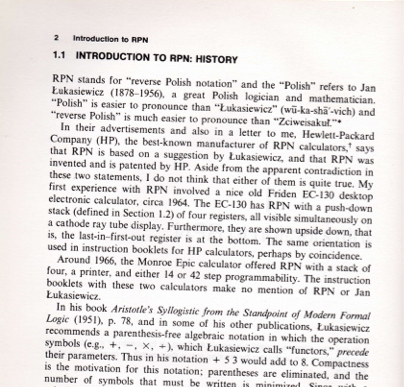 2 Introduction to RPN
1.1 INTRODUCTION TO RPN: HISTORY
RPN stands for “reverse Polish notation” and the “Polish” refers to Jan
Łukasiewicz (1878–1956), a great Polish logician and mathematician.
“Polish” is easier to pronounce than “Łukasiewicz” (wü-ka-shā′-vich) and
“reverse Polish” is much easier to pronounce than “Zciweisakuł.”*
In their advertisements and also in a letter to me, Hewlett-Packard
Company (HP), the best-known manufacturer of RPN calculators,† says
that RPN is based on a suggestion by Łukasiewicz, and that RPN was
invented and is patented by HP. Aside from the apparent contradiction in
these two statements, I do not think that either of them is quite true. My
first experience with RPN involved a nice old Friden EC-130 desktop
electronic calculator, circa 1964. The EC-130 has RPN with a push-down
stack (defined in Section 1.2) of four registers, all visible simultaneously on
a cathode ray tube display. Furthermore, they are shown upside down, that
is, the last-in–first-out register is at the bottom. The same orientation is
used in instruction booklets for HP calculators, perhaps by coincidence.
Around 1966, the Monroe Epic calculator offered RPN with a stack of
four, a printer, and either 14 or 42 step programmability. The instruction
booklets with these two calculators make no mention of RPN or Jan
Łukasiewicz.
In his book Aristotle's Syllogistic from the Standpoint of Modern Formal
Logic (1951), p. 78, and in some of his other publications, Łukasiewicz
recommends a parenthesis-free algebraic notation in which the operation
symbols (e.g., +, −, ×, ÷), which Łukasiewicz calls “functors,” precede
their parameters. Thus in his notation + 5 3 would add to 8. Compactness
is the motivation for this notation; parentheses are eliminated, and the
number of symbols that must be written is minimized. Since